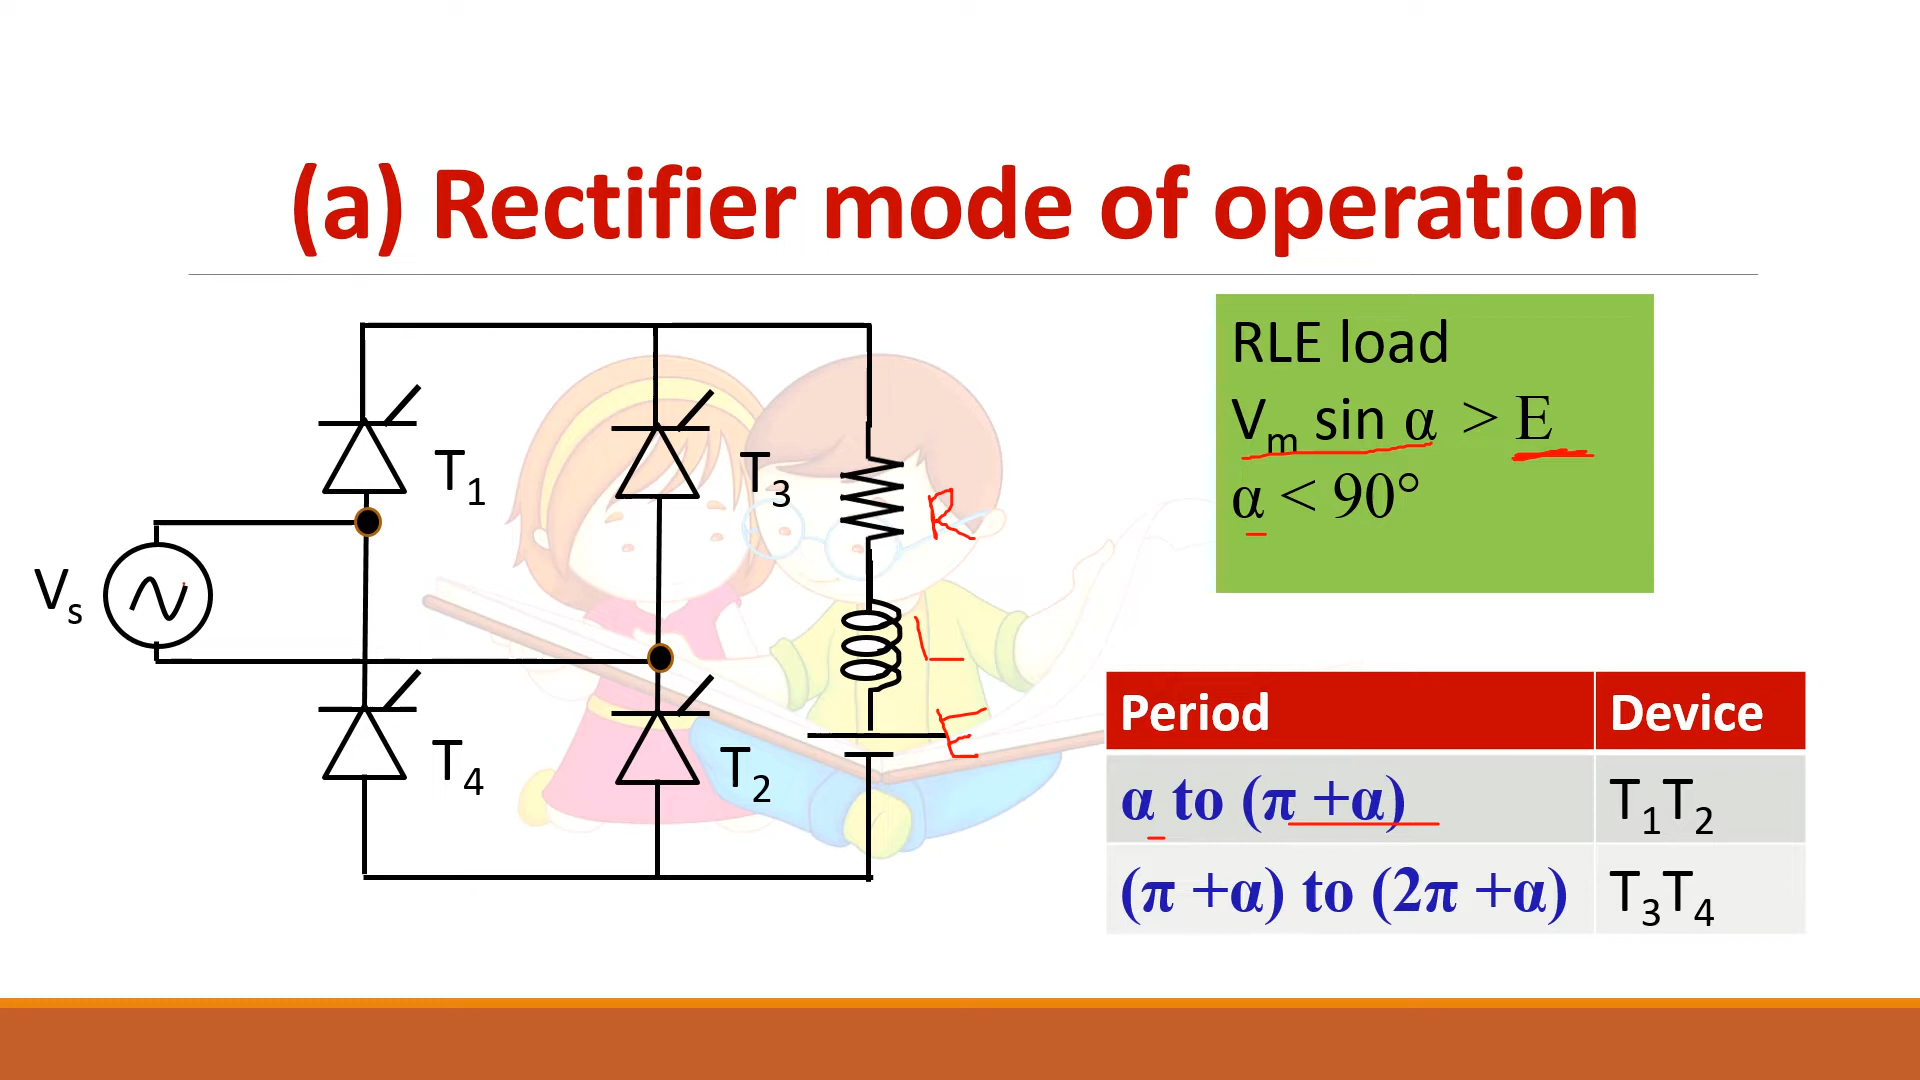 (a) Rectifier mode of operation
RLE load
Vₘ sin α > E
α < 90°
T₁
T₃
R
Vₛ
L
E
T₄
T₂
Period Device
α to (π +α) T₁T₂
(π +α) to (2π +α) T₃T₄